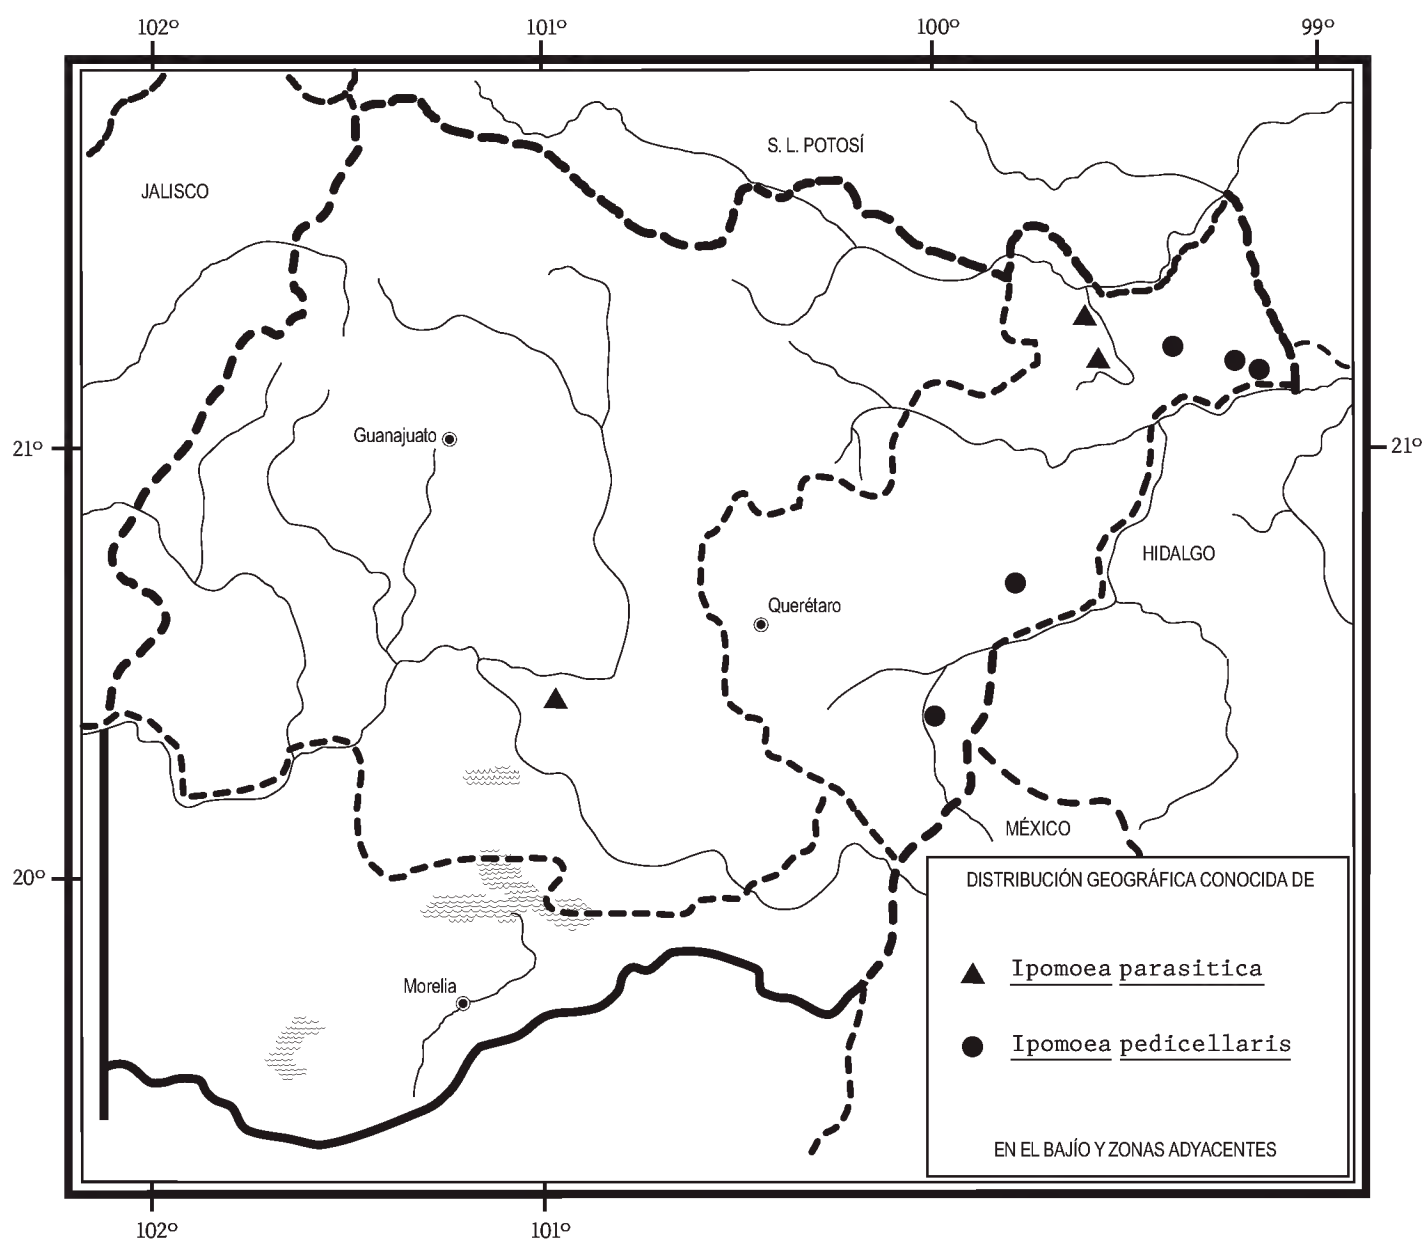 102º 101º 100º 99º
S. L. POTOSÍ
JALISCO
Guanajuato
21º 21º
HIDALGO
Querétaro
MÉXICO
20º
DISTRIBUCIÓN GEOGRÁFICA CONOCIDA DE
Ipomoea parasitica
Morelia
Ipomoea pedicellaris
EN EL BAJÍO Y ZONAS ADYACENTES
102º 101º